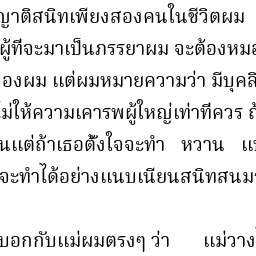 ญาติสนิทเพียงสองคนในชีวิตผม
ผู้ที่จะมาเป็นภรรยาผม จะต้องหมอ
องผม แต่ผมหมายความว่า มีบุคลิ
ม่ให้ความเคารพผู้ใหญ่เท่าที่ควร ถ้
นแต่ถ้าเธอตั้งใจจะทำ หวาน แ
จะทำได้อย่างแนบเนียนสนิทสนม
บอกกับแม่ผมตรงๆ ว่า แม่วาง